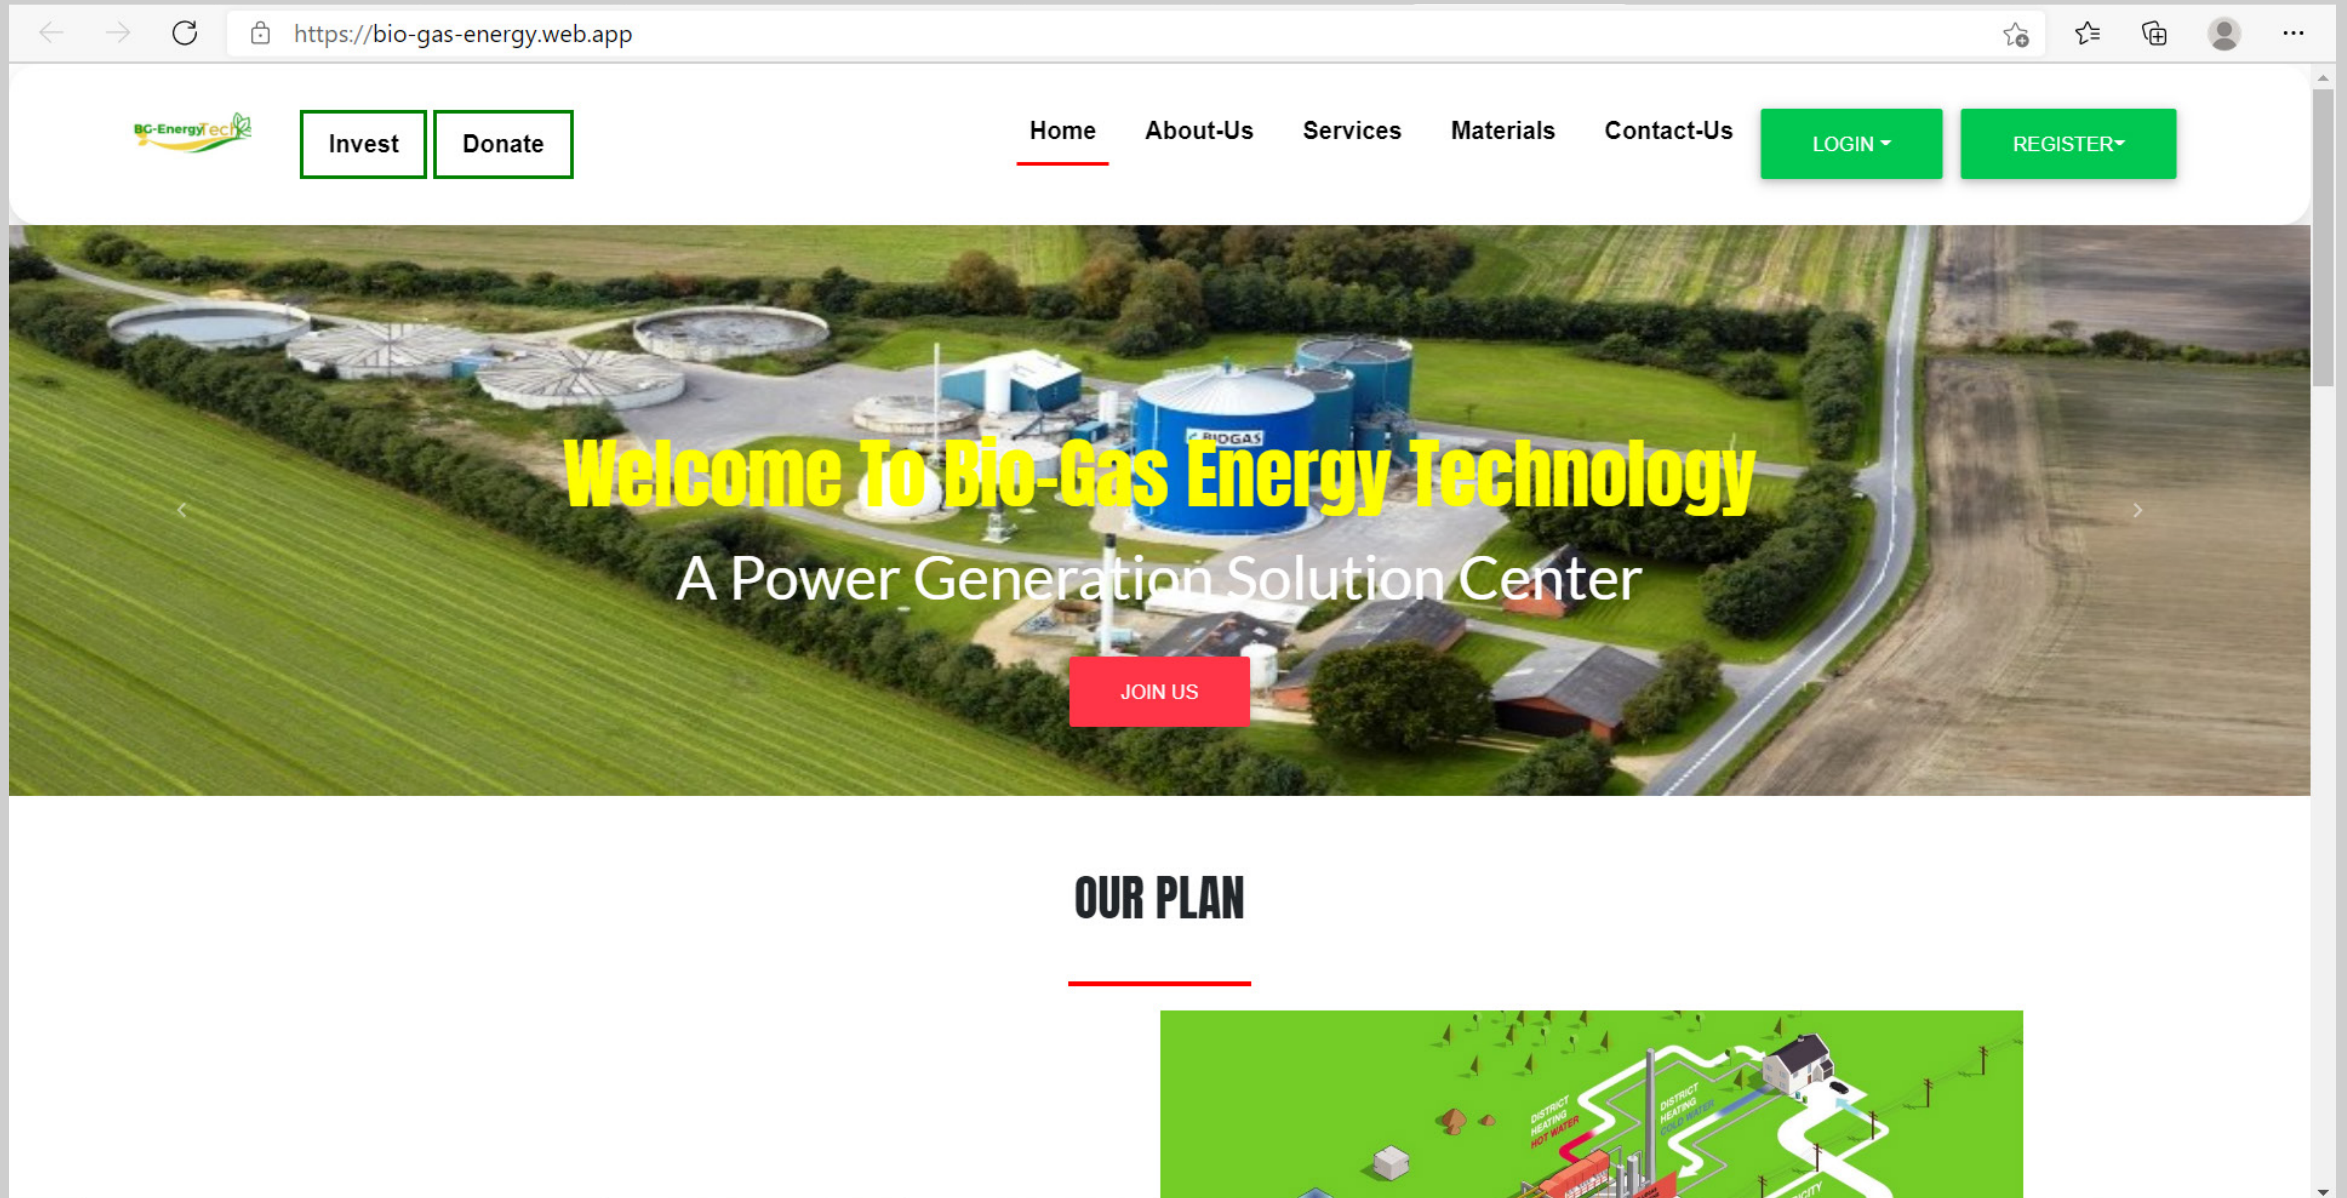 https://bio-gas-energy.web.app
BG-EnergyTech
Invest
Donate
Home
About-Us
Services
Materials
Contact-Us
LOGIN
REGISTER
BIOGAS
Welcome To Bio-Gas Energy Technology
A Power Generation Solution Center
JOIN US
OUR PLAN
DISTRICT
HEATING
HOT WATER
DISTRICT
HEATING
COLD WATER